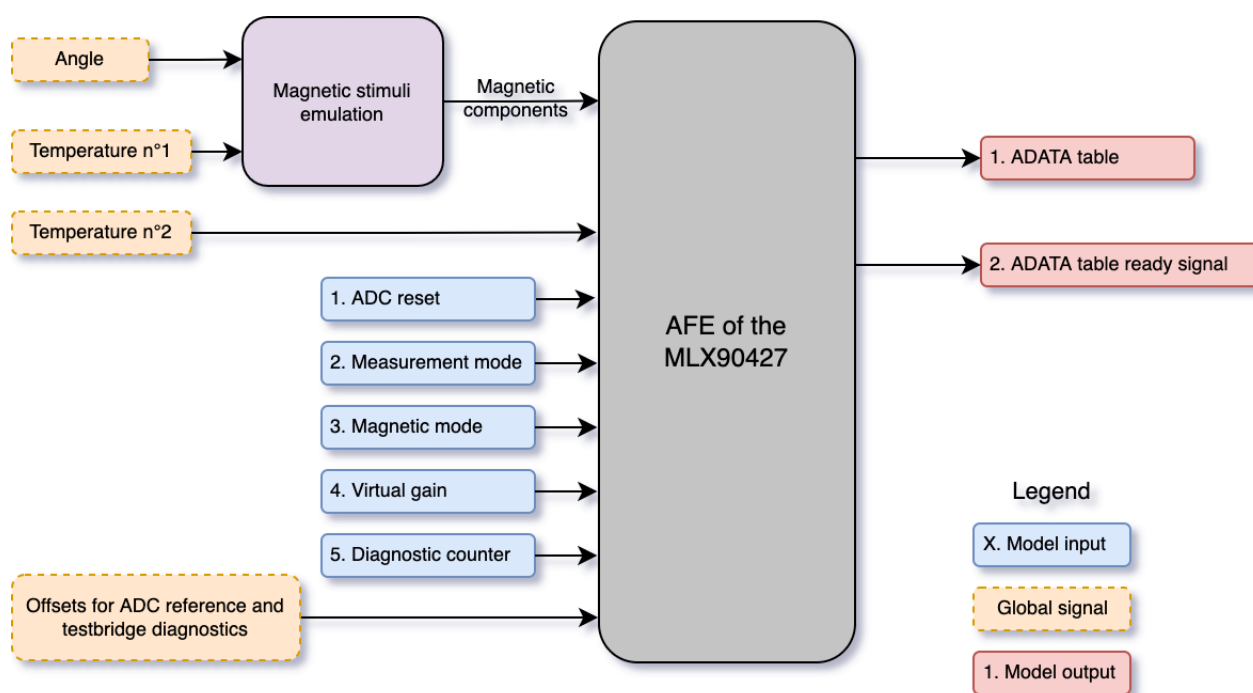 Angle
Magnetic stimuli
emulation
Magnetic
components
Temperature n°1
Temperature n°2
1. ADC reset
2. Measurement mode
3. Magnetic mode
4. Virtual gain
5. Diagnostic counter
Offsets for ADC reference and
testbridge diagnostics
AFE of the
MLX90427
1. ADATA table
2. ADATA table ready signal
Legend
X. Model input
Global signal
1. Model output